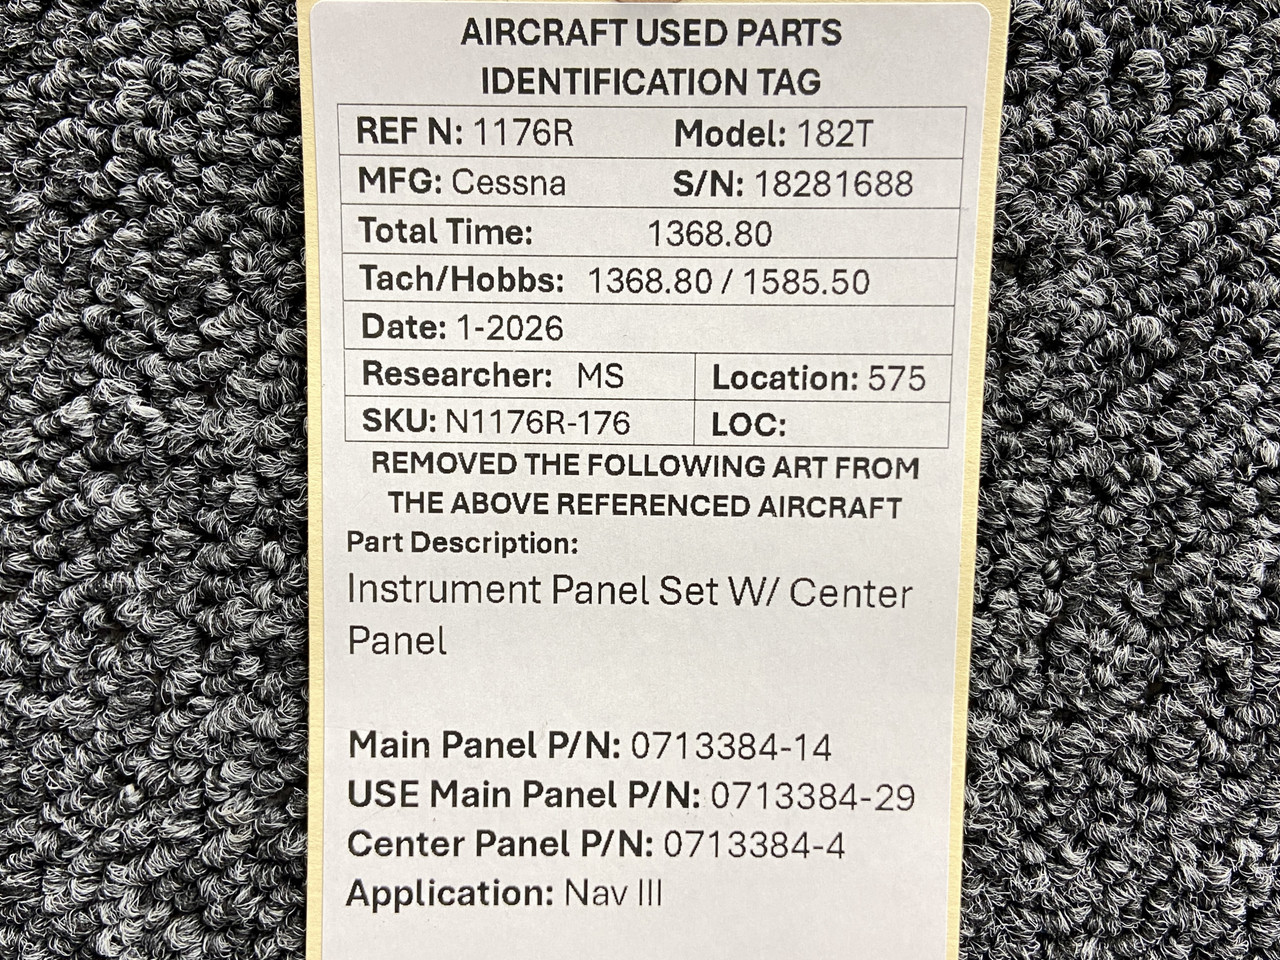 AIRCRAFT USED PARTS
IDENTIFICATION TAG
REF N: 1176R Model: 182T
MFG: Cessna S/N: 18281688
Total Time: 1368.80
Tach/Hobbs: 1368.80 / 1585.50
Date: 1-2026
Researcher: MS Location: 575
SKU: N1176R-176 LOC:
REMOVED THE FOLLOWING ART FROM
THE ABOVE REFERENCED AIRCRAFT
Part Description:
Instrument Panel Set W/ Center
Panel
Main Panel P/N: 0713384-14
USE Main Panel P/N: 0713384-29
Center Panel P/N: 0713384-4
Application: Nav III